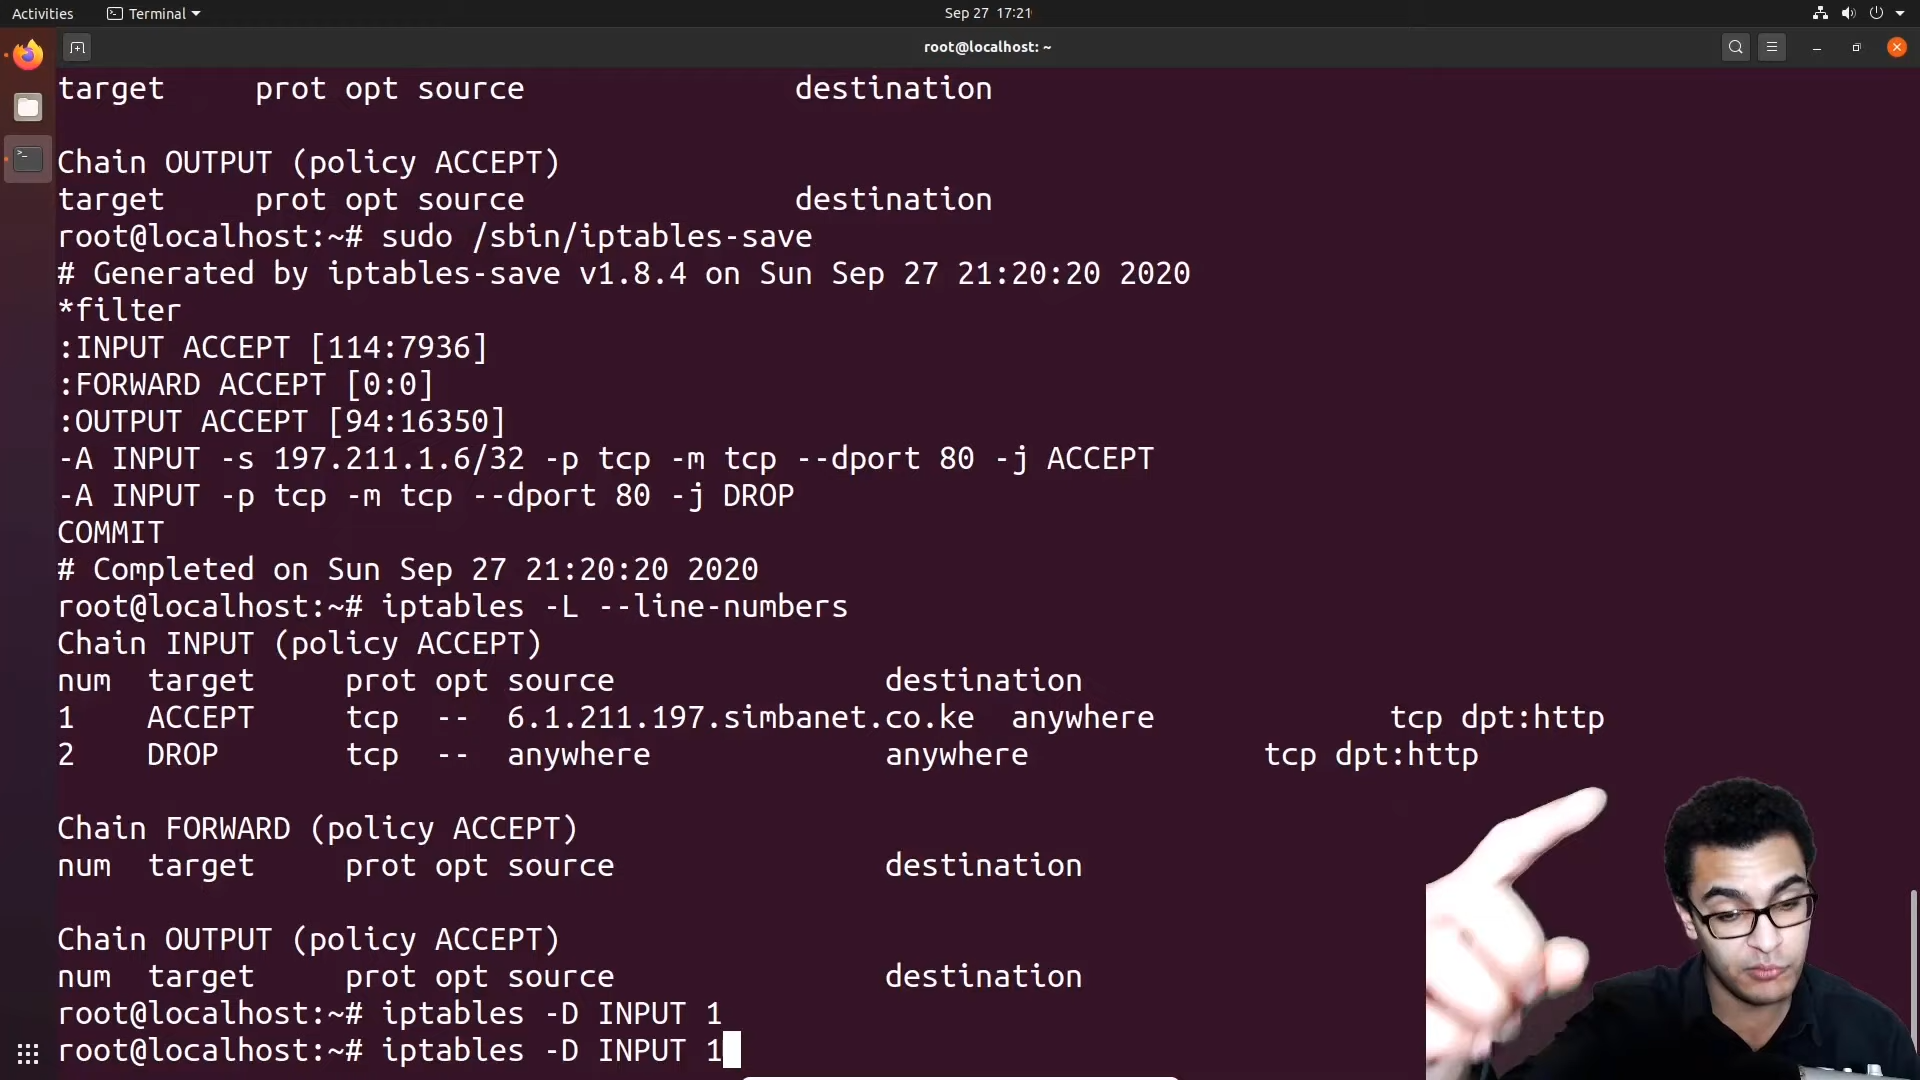 Activities Terminal Sep 27 17:21
root@localhost: ~
target prot opt source destination
Chain OUTPUT (policy ACCEPT)
target prot opt source destination
root@localhost:~# sudo /sbin/iptables-save
# Generated by iptables-save v1.8.4 on Sun Sep 27 21:20:20 2020
*filter
:INPUT ACCEPT [114:7936]
:FORWARD ACCEPT [0:0]
:OUTPUT ACCEPT [94:16350]
-A INPUT -s 197.211.1.6/32 -p tcp -m tcp --dport 80 -j ACCEPT
-A INPUT -p tcp -m tcp --dport 80 -j DROP
COMMIT
# Completed on Sun Sep 27 21:20:20 2020
root@localhost:~# iptables -L --line-numbers
Chain INPUT (policy ACCEPT)
num target prot opt source destination
1 ACCEPT tcp -- 6.1.211.197.simbanet.co.ke anywhere tcp dpt:http
2 DROP tcp -- anywhere anywhere tcp dpt:http
Chain FORWARD (policy ACCEPT)
num target prot opt source destination
Chain OUTPUT (policy ACCEPT)
num target prot opt source destination
root@localhost:~# iptables -D INPUT 1
root@localhost:~# iptables -D INPUT 1